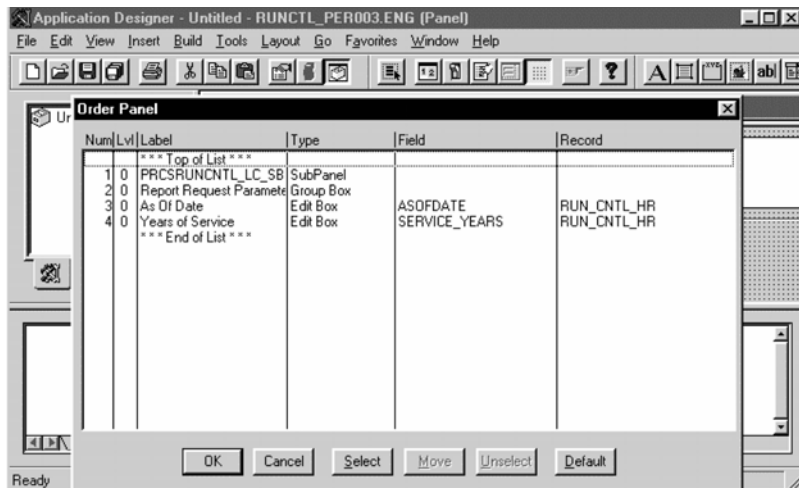 Application Designer - Untitled - RUNCTL_PER003.ENG (Panel)
File Edit View Insert Build Tools Layout Go Favorites Window Help
Order Panel
Num Lvl Label Type Field Record
*** Top of List ***
1 0 PRCSRUNCNTL_LC_SB SubPanel
2 0 Report Request Paramete Group Box
3 0 As Of Date Edit Box ASOFDATE RUN_CNTL_HR
4 0 Years of Service Edit Box SERVICE_YEARS RUN_CNTL_HR
*** End of List ***
OK Cancel Select Move Unselect Default
Ready